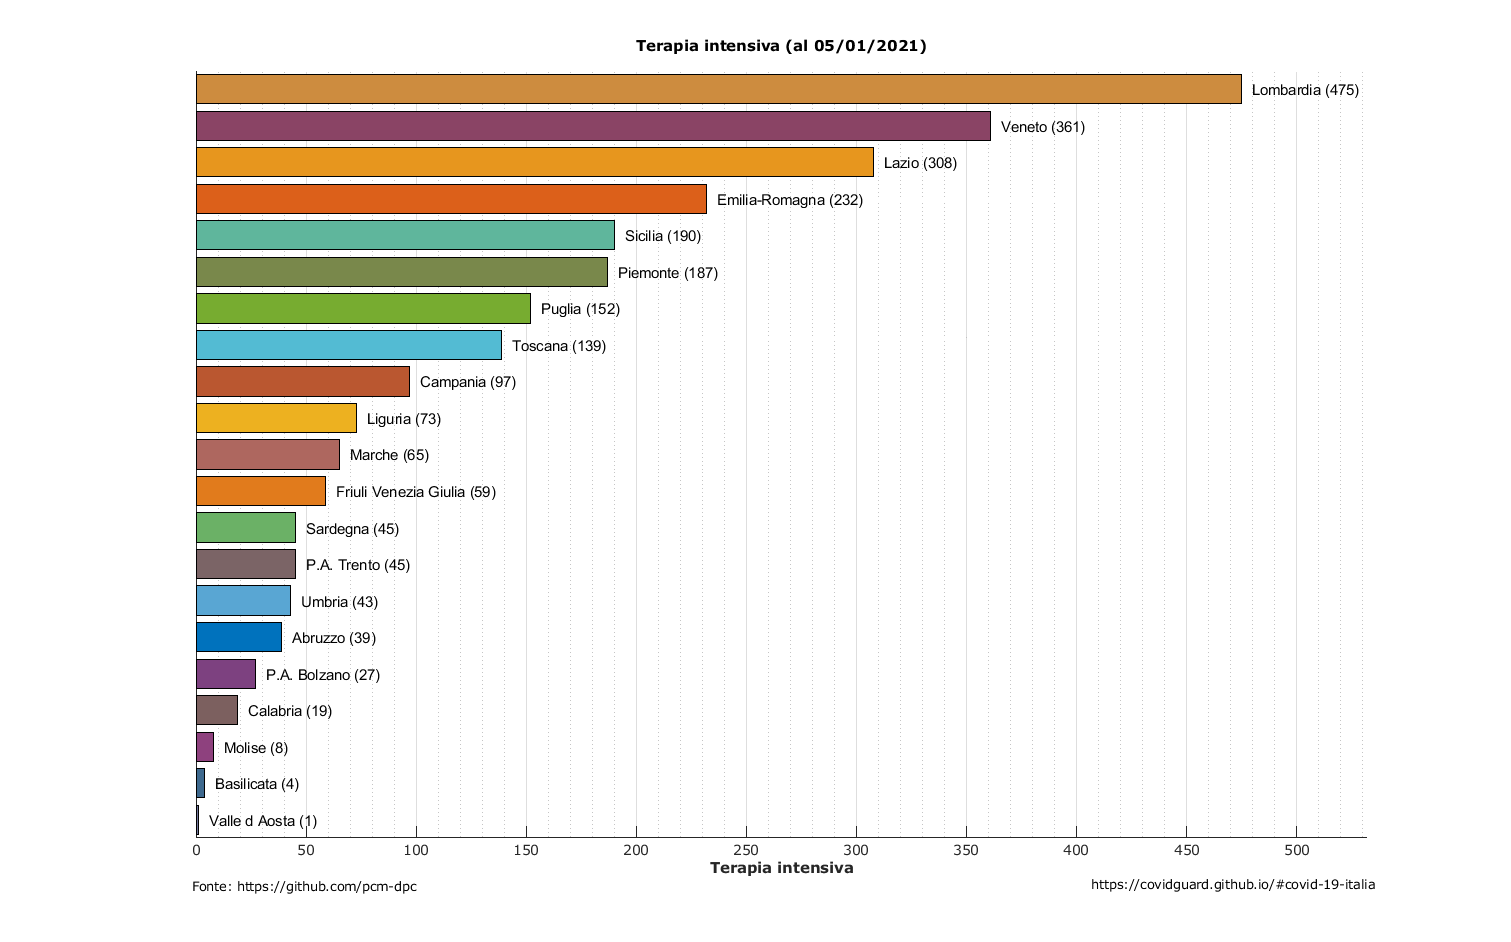 Terapia intensiva (al 05/01/2021)
Lombardia (475)
Veneto (361)
Lazio (308)
Emilia-Romagna (232)
Sicilia (190)
Piemonte (187)
Puglia (152)
Toscana (139)
Campania (97)
Liguria (73)
Marche (65)
Friuli Venezia Giulia (59)
Sardegna (45)
P.A. Trento (45)
Umbria (43)
Abruzzo (39)
P.A. Bolzano (27)
Calabria (19)
Molise (8)
Basilicata (4)
Valle d Aosta (1)
0 50 100 150 200 250 300 350 400 450 500
Terapia intensiva
Fonte: https://github.com/pcm-dpc
https://covidguard.github.io/#covid-19-italia